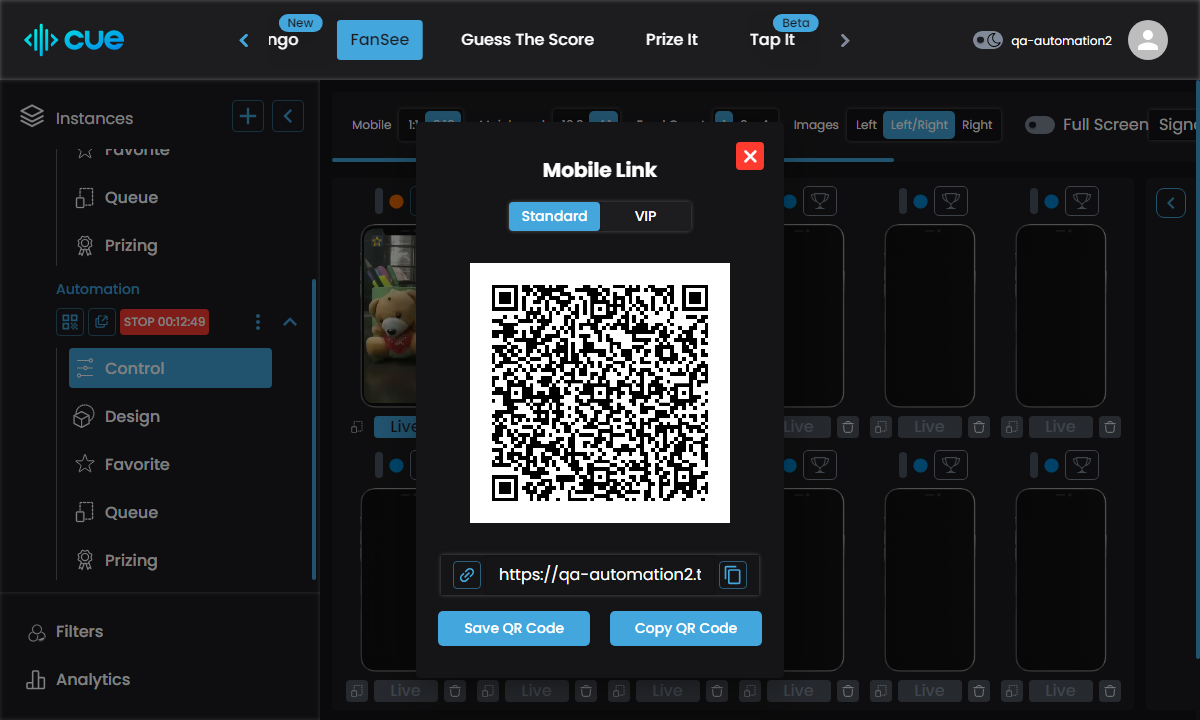 cue
New
ngo
FanSee
Guess The Score
Prize It
Beta
Tap It
qa-automation2
Instances
Favorite
Queue
Prizing
Automation
STOP 00:12:49
Control
Design
Favorite
Queue
Prizing
Filters
Analytics
Mobile
1:1
Images
Left
Left/Right
Right
Full Screen
Sign
Mobile Link
Standard
VIP
https://qa-automation2.t
Save QR Code
Copy QR Code
Live
Live
Live
Live
Live
Live
Live
Live
Live
Live